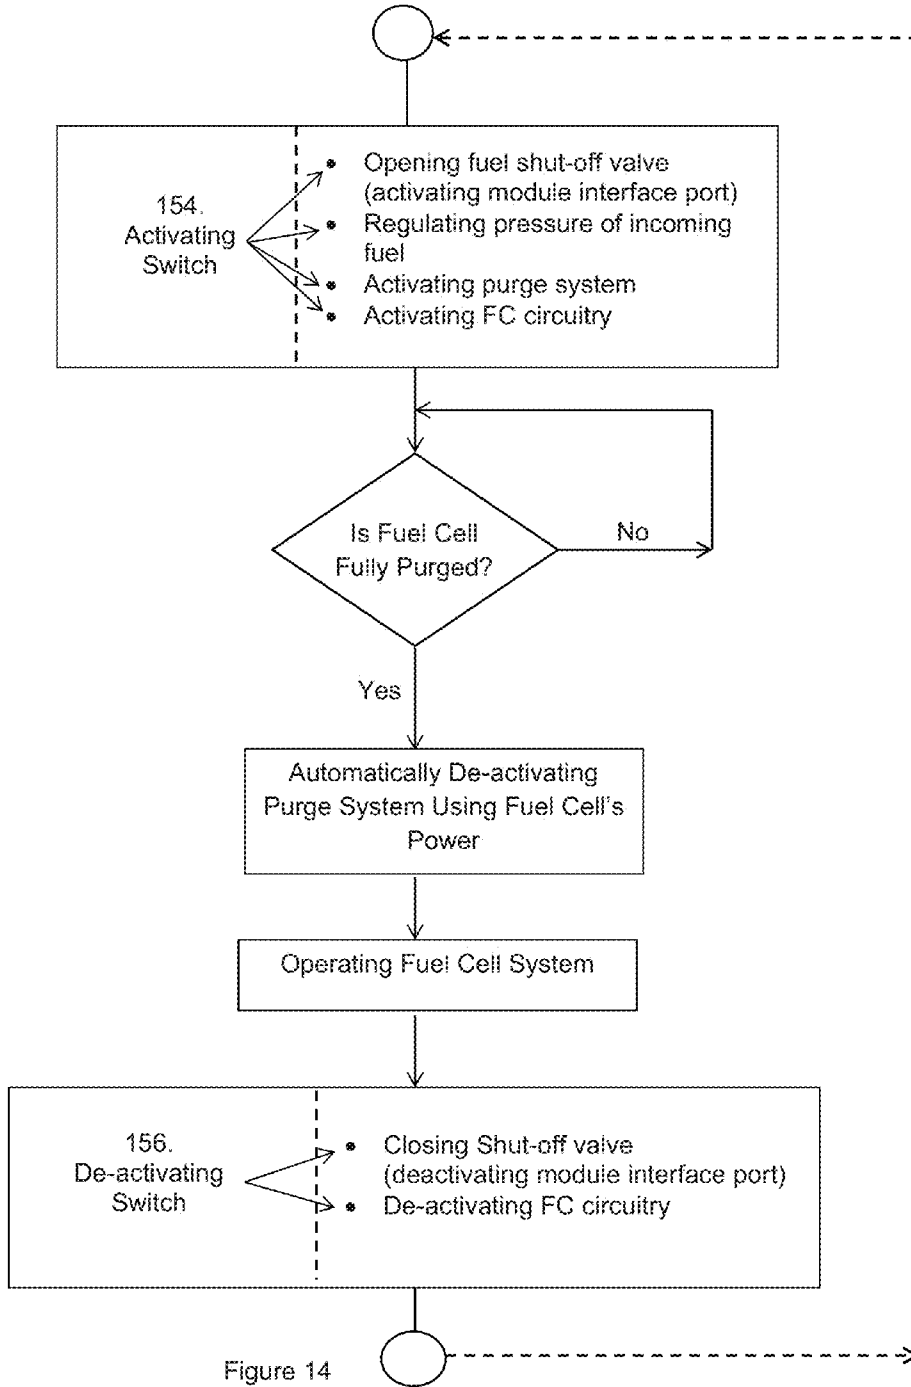 154.
Activating
Switch
• Opening fuel shut-off valve
(activating module interface port)
• Regulating pressure of incoming
fuel
• Activating purge system
• Activating FC circuitry
Is Fuel Cell
Fully Purged?
No
Yes
Automatically De-activating
Purge System Using Fuel Cell's
Power
Operating Fuel Cell System
156.
De-activating
Switch
• Closing Shut-off valve
(deactivating module interface port)
• De-activating FC circuitry
Figure 14